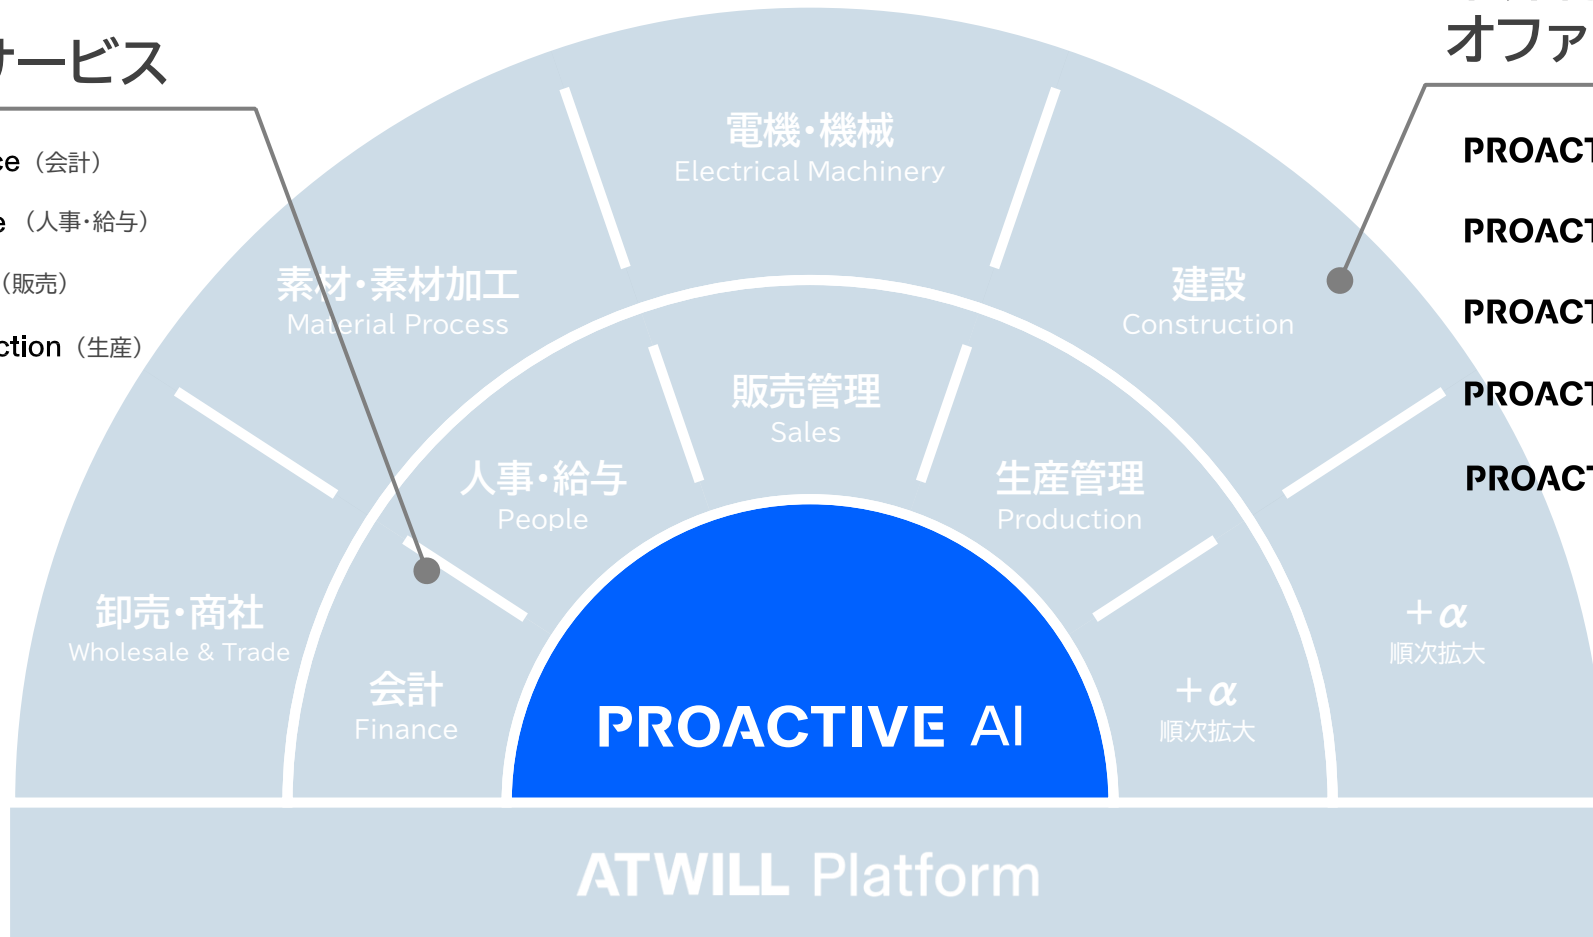 サービス
ce（会計）
e（人事・給与）
（販売）
ction（生産）
オファ
PROACT
PROACT
PROACT
PROACT
PROACT
電機・機械
Electrical Machinery
素材・素材加工
Material Process
建設
Construction
卸売・商社
Wholesale & Trade
+α
順次拡大
販売管理
Sales
人事・給与
People
生産管理
Production
会計
Finance
+α
順次拡大
PROACTIVE AI
ATWILL Platform